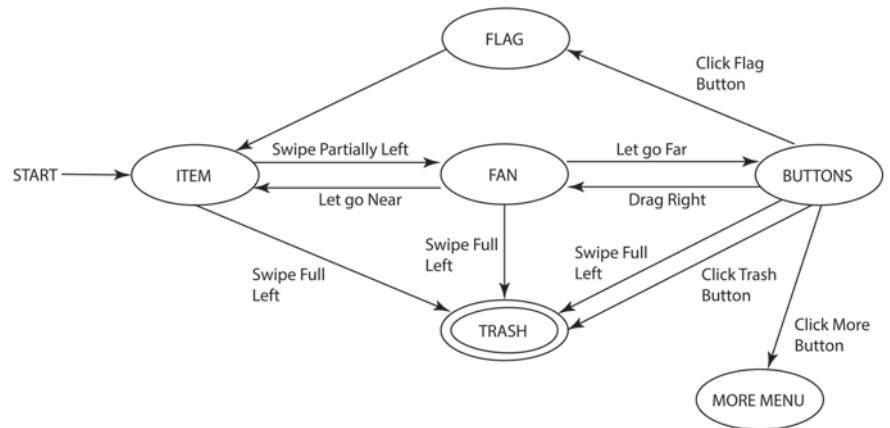 FLAG
Click Flag
Button
START
ITEM
Swipe Partially Left
Let go Near
FAN
Let go Far
Drag Right
BUTTONS
Swipe Full
Left
Swipe Full
Left
Swipe Full
Left
Click Trash
Button
TRASH
Click More
Button
MORE MENU